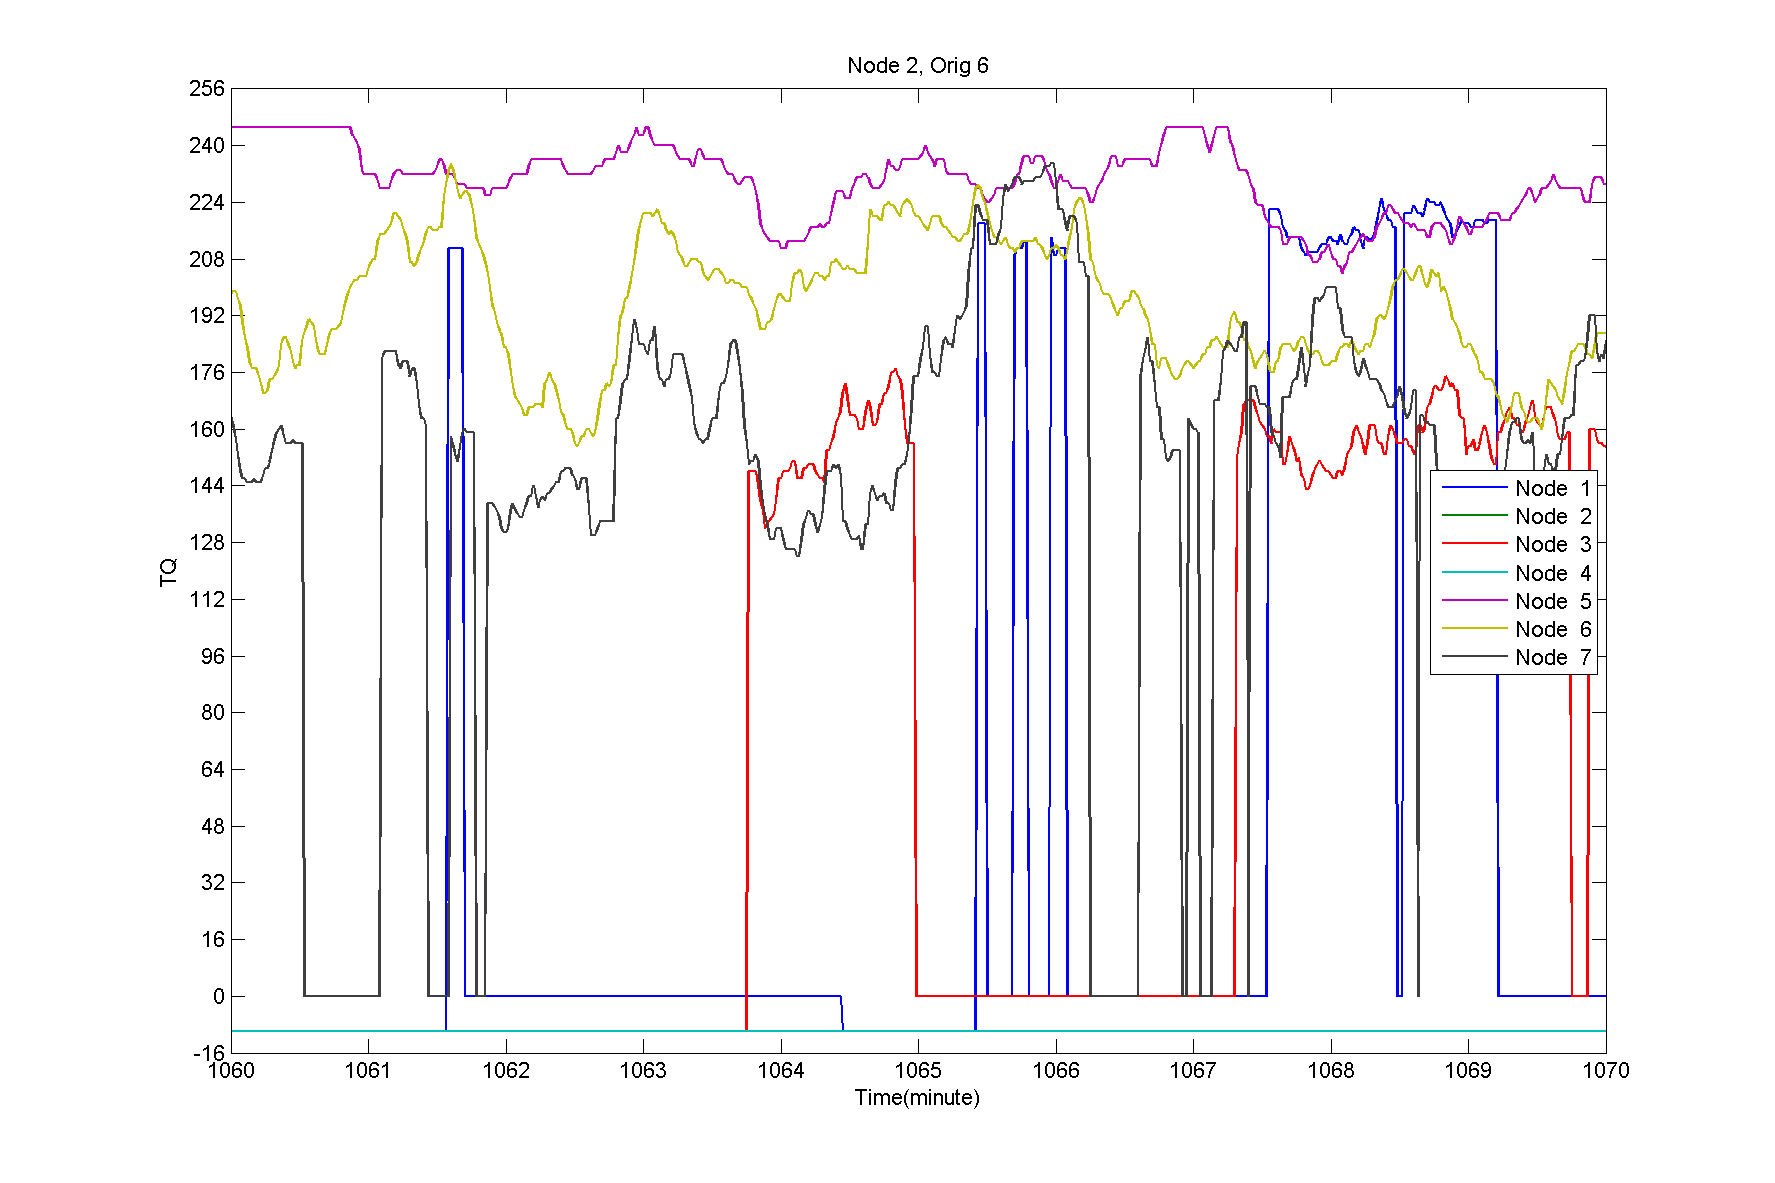 Node 2, Orig 6
256
240
224
208
192
176
160
144
128
112
96
80
64
48
32
16
0
-16
TQ
Node 1
Node 2
Node 3
Node 4
Node 5
Node 6
Node 7
1060 1061 1062 1063 1064 1065 1066 1067 1068 1069 1070
Time(minute)